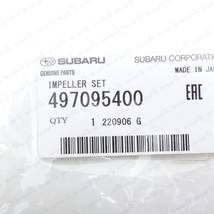 SUBARU
SUBARU CORPORATION
GENUINE PARTS
MADE IN JAPAN
IMPELLER SET
497095400
EAC
QTY 1 220906 G